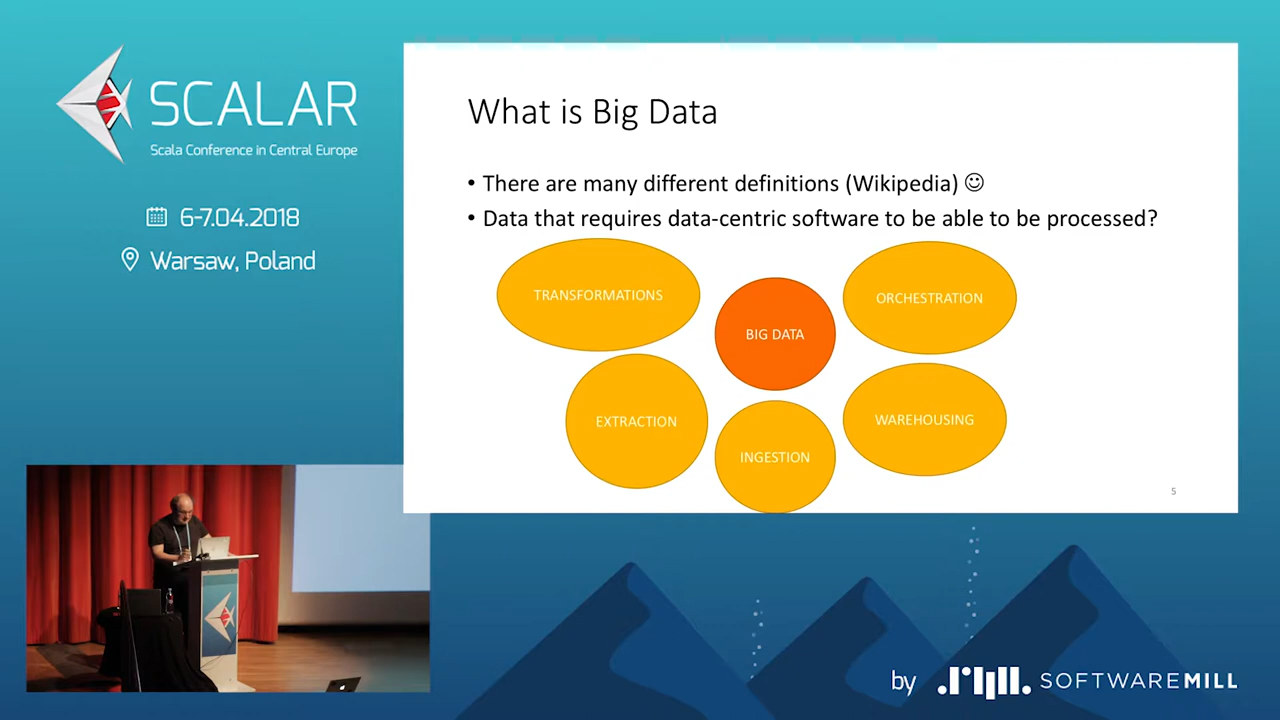 SCALAR
Scala Conference in Central Europe
6-7.04.2018
Warsaw, Poland
What is Big Data
• There are many different definitions (Wikipedia) ☺
• Data that requires data-centric software to be able to be processed?
TRANSFORMATIONS
BIG DATA
ORCHESTRATION
EXTRACTION
INGESTION
WAREHOUSING
5
by SOFTWAREMILL